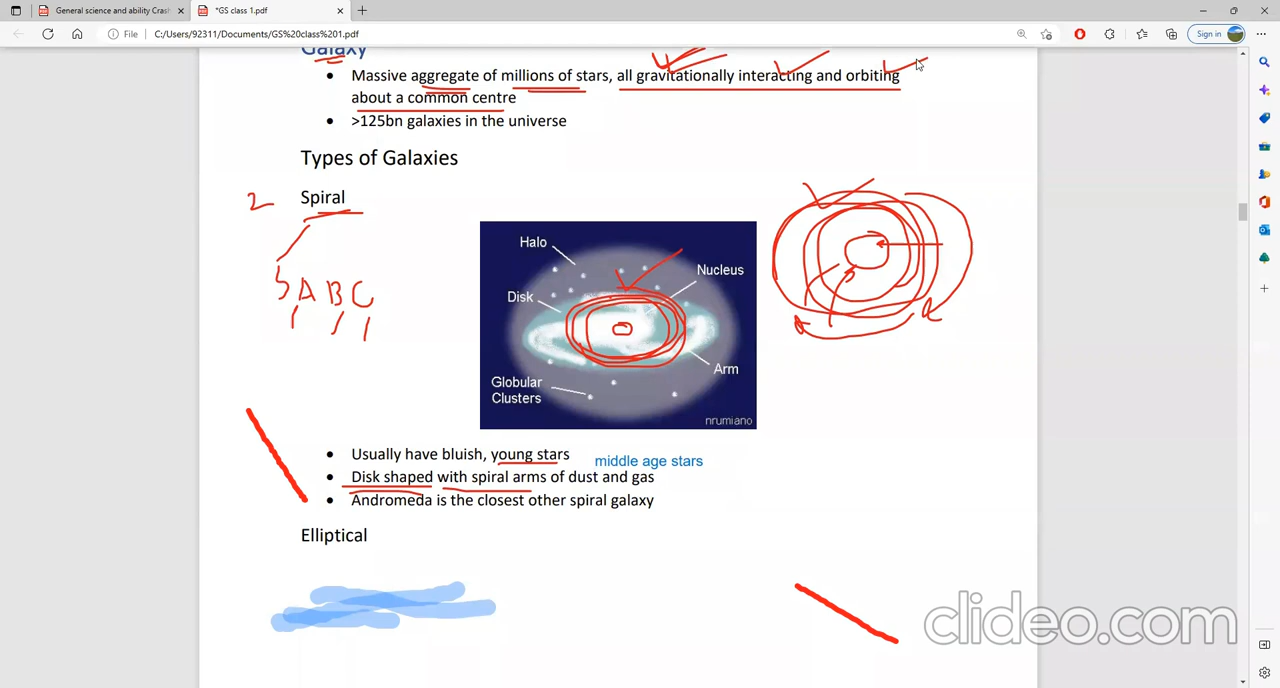 General science and ability Crash
*GS class 1.pdf
File C:/Users/92311/Documents/GS%20class%201.pdf
Sign in
Galaxy
• Massive aggregate of millions of stars, all gravitationally interacting and orbiting
about a common centre
• >125bn galaxies in the universe
Types of Galaxies
2 Spiral
S A B C
Halo
Nucleus
Disk
Arm
Globular
Clusters
nrumiano
• Usually have bluish, young stars middle age stars
• Disk shaped with spiral arms of dust and gas
• Andromeda is the closest other spiral galaxy
Elliptical
clideo.com